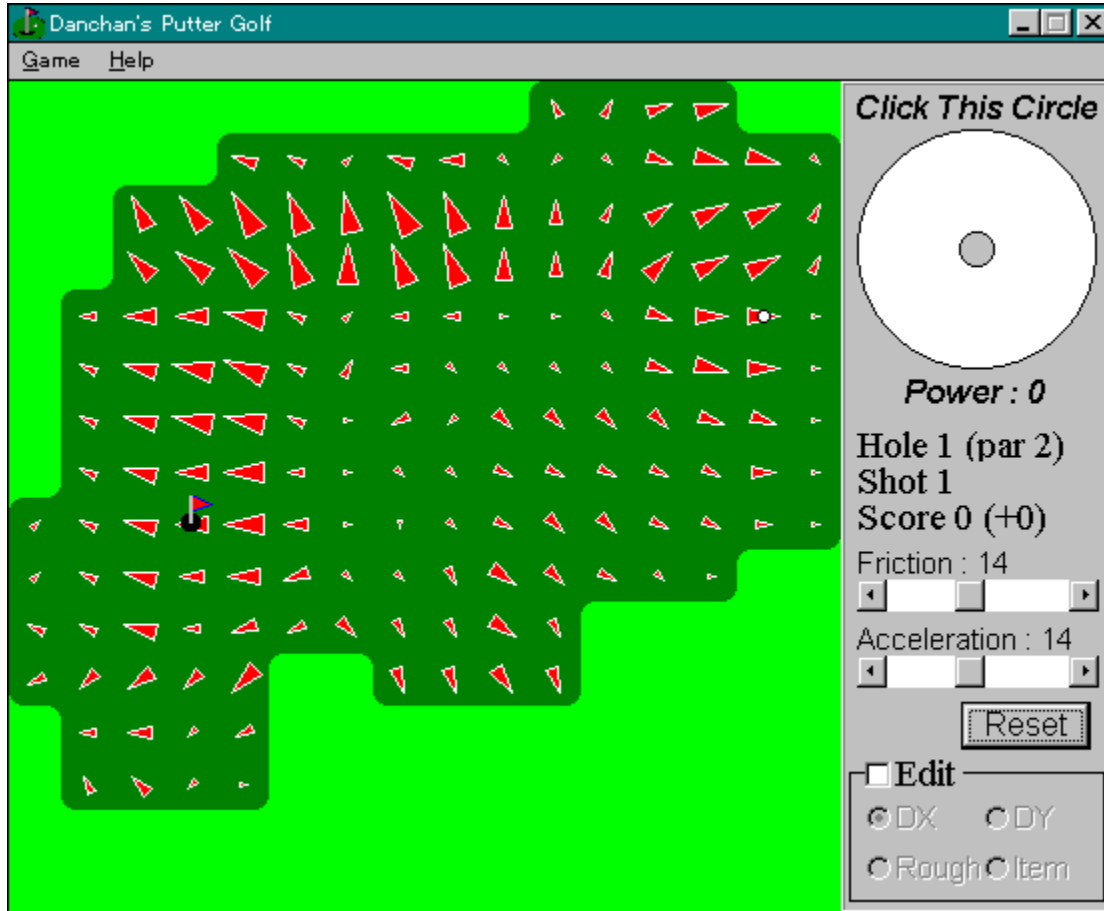 Danchan's Putter Golf
Game Help
Click This Circle
Power : 0
Hole 1 (par 2)
Shot 1
Score 0 (+0)
Friction : 14
Acceleration : 14
Reset
Edit
DX DY
Rough Item